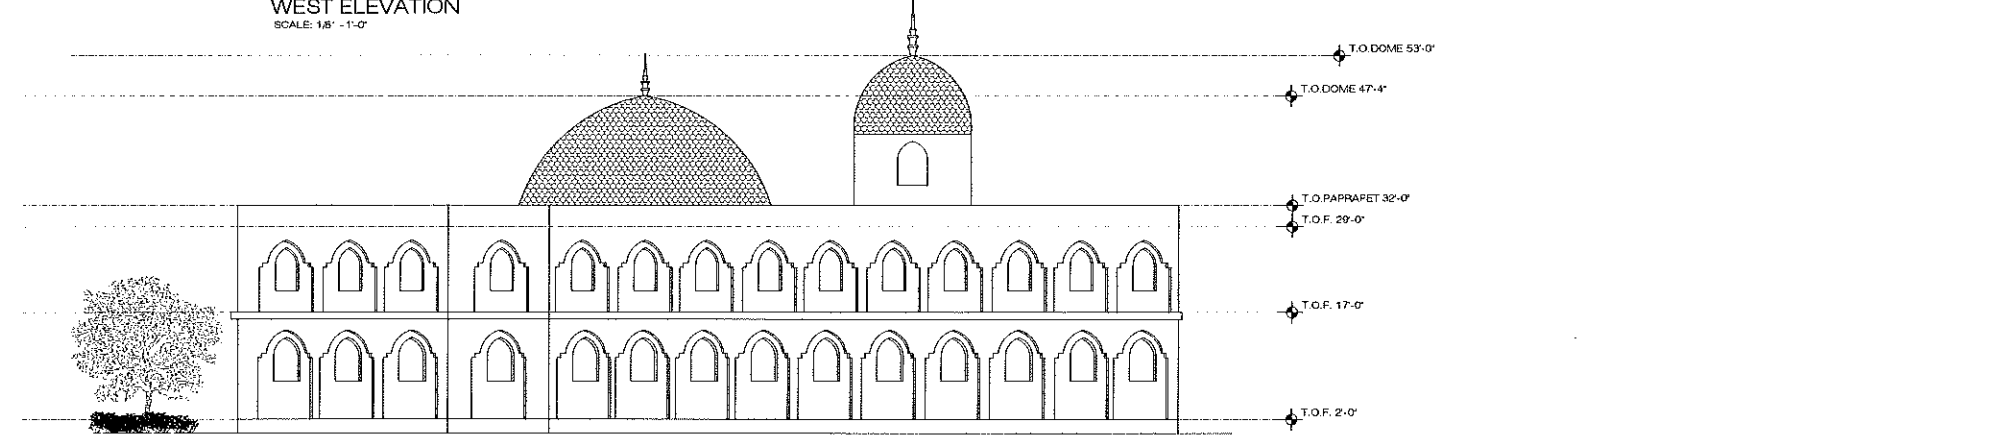 WEST ELEVATION
SCALE: 1/8" - 1'-0"
T.O.DOME 53'-0"
T.O.DOME 47'-4"
T.O.PAPRAPET 32'-0"
T.O.F. 29'-0"
T.O.F. 17'-0"
T.O.F. 2'-0"